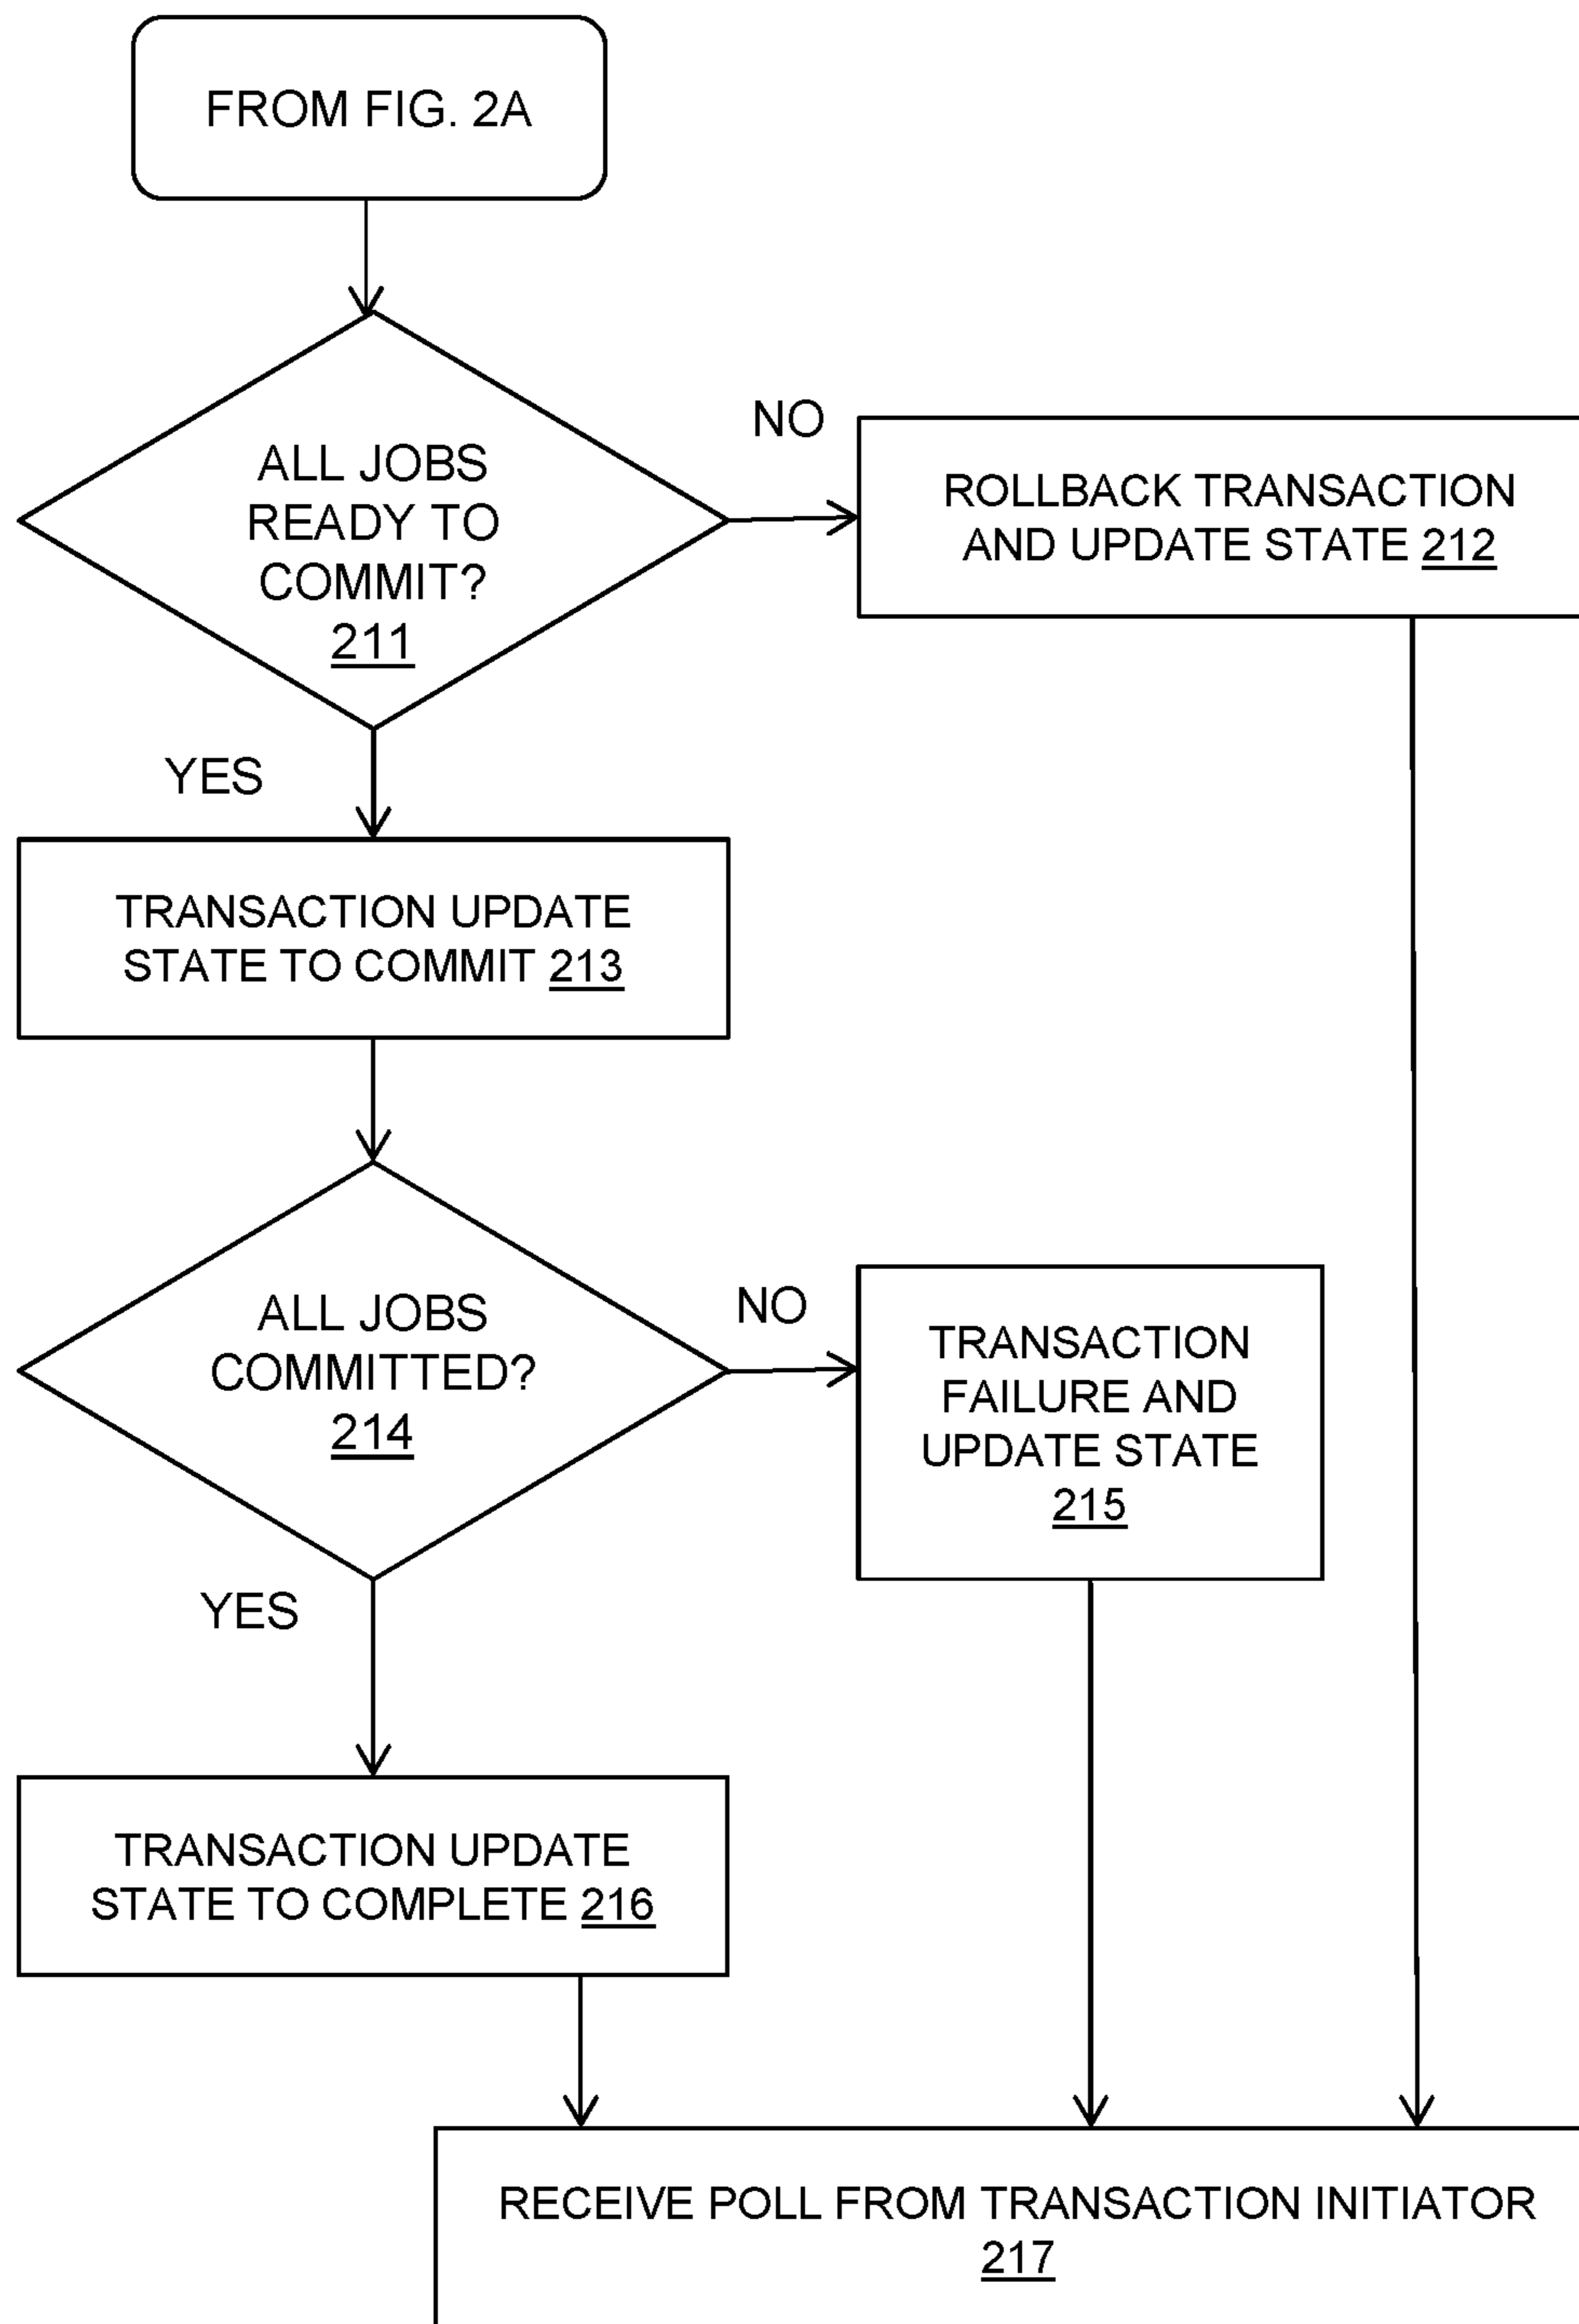 FROM FIG. 2A
ALL JOBS
READY TO
COMMIT?
211
NO
ROLLBACK TRANSACTION
AND UPDATE STATE 212
YES
TRANSACTION UPDATE
STATE TO COMMIT 213
ALL JOBS
COMMITTED?
214
NO
TRANSACTION
FAILURE AND
UPDATE STATE
215
YES
TRANSACTION UPDATE
STATE TO COMPLETE 216
RECEIVE POLL FROM TRANSACTION INITIATOR
217